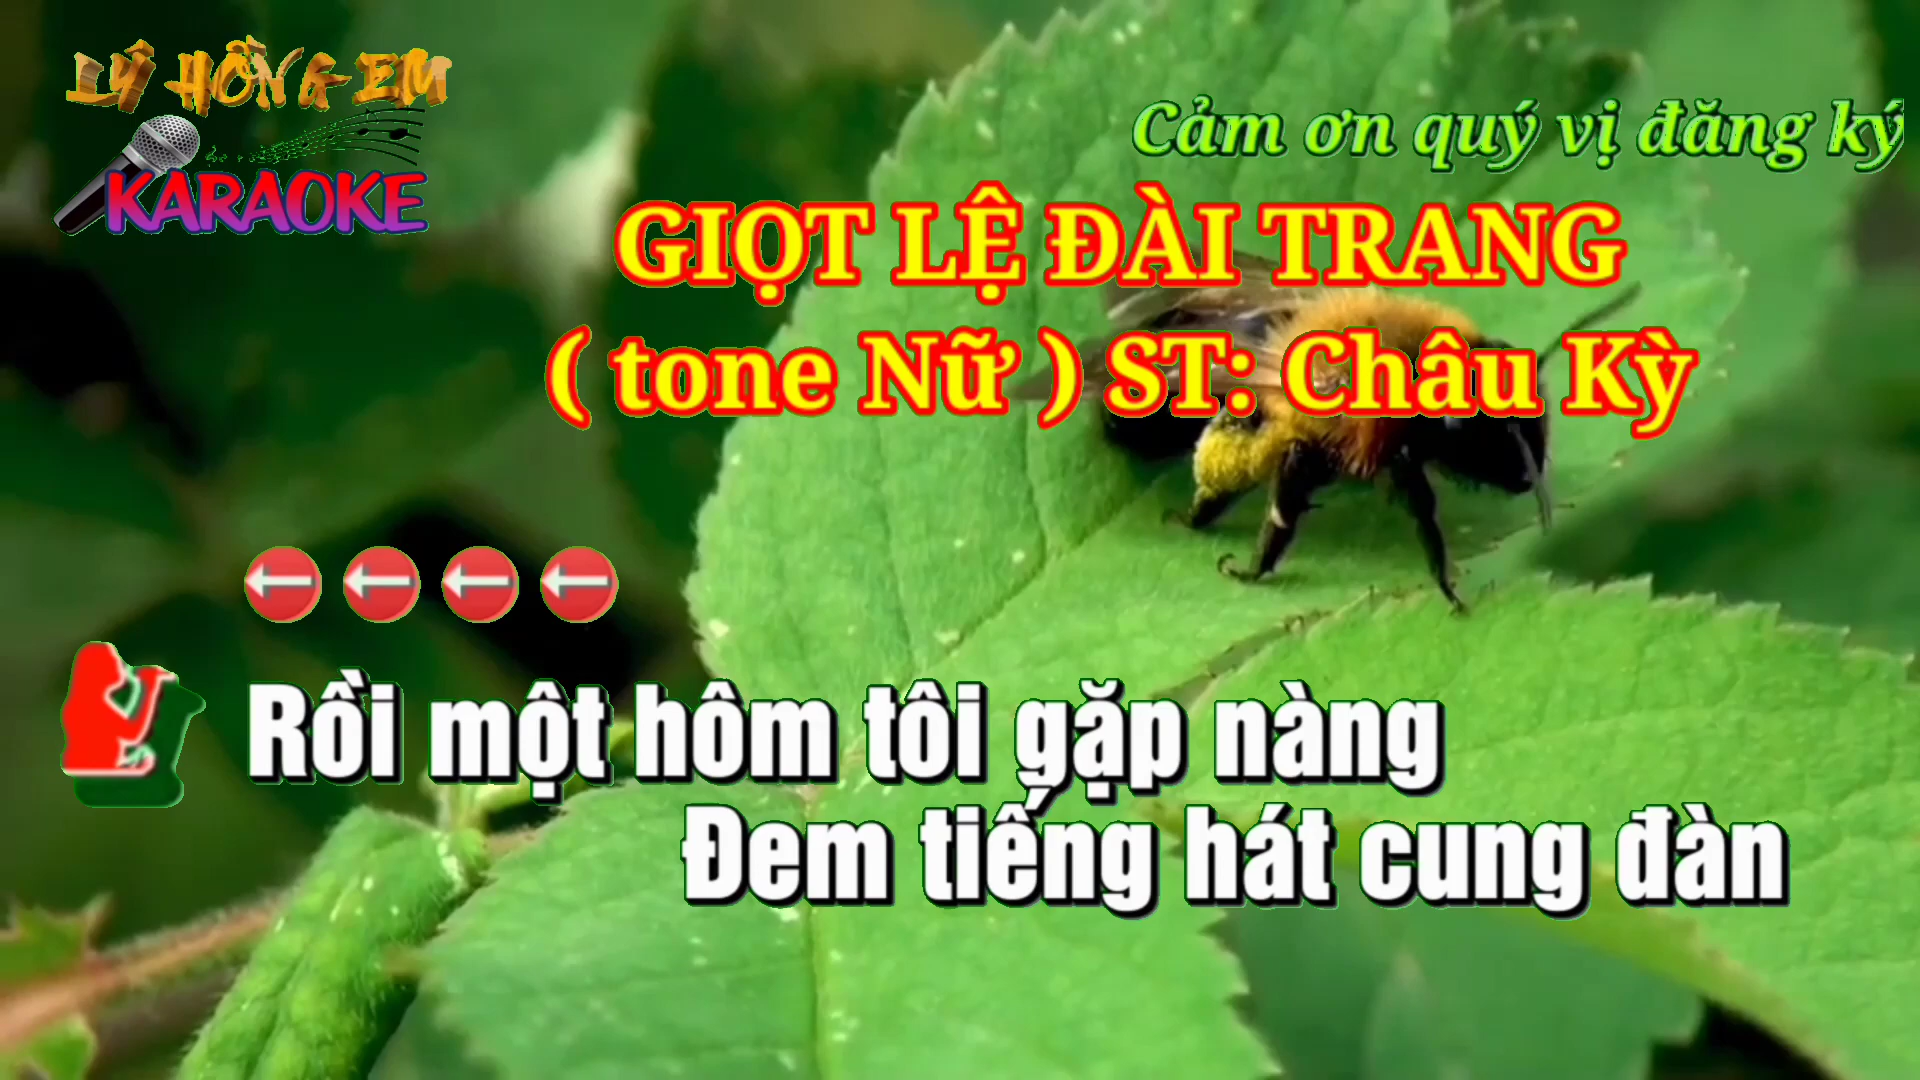 LÝ HỒNG EM
KARAOKE
Cảm ơn quý vị đăng ký
GIỌT LỆ ĐÀI TRANG
( tone Nữ ) ST: Châu Kỳ
Rồi một hôm tôi gặp nàng
Đem tiếng hát cung đàn